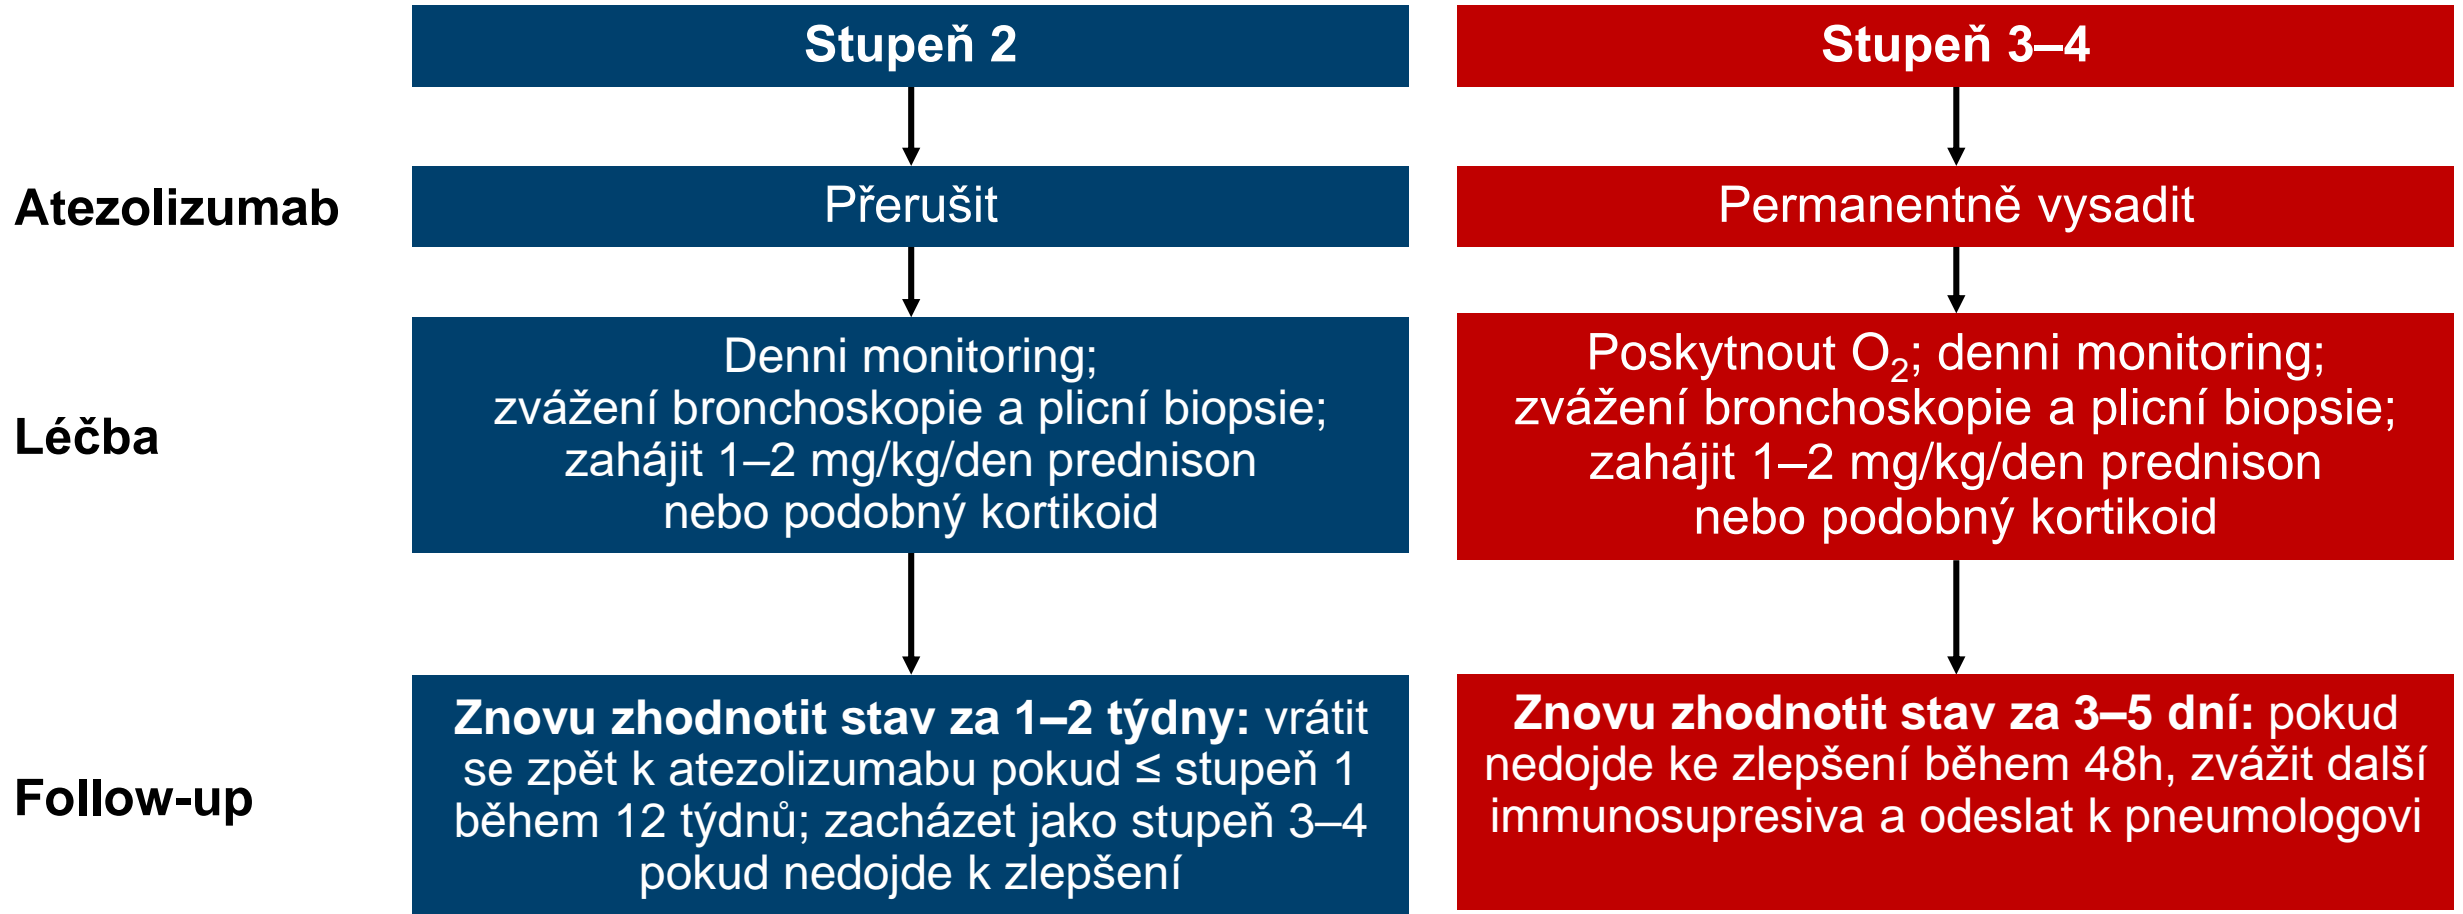 Stupeň 2
Stupeň 3–4
Atezolizumab
Přerušit
Permanentně vysadit
Léčba
Denni monitoring;
zvážení bronchoskopie a plicní biopsie;
zahájit 1–2 mg/kg/den prednison
nebo podobný kortikoid
Poskytnout O₂; denni monitoring;
zvážení bronchoskopie a plicní biopsie;
zahájit 1–2 mg/kg/den prednison
nebo podobný kortikoid
Follow-up
Znovu zhodnotit stav za 1–2 týdny: vrátit
se zpět k atezolizumabu pokud ≤ stupeň 1
během 12 týdnů; zacházet jako stupeň 3–4
pokud nedojde k zlepšení
Znovu zhodnotit stav za 3–5 dní: pokud
nedojde ke zlepšení během 48h, zvážit další
immunosupresiva a odeslat k pneumologovi